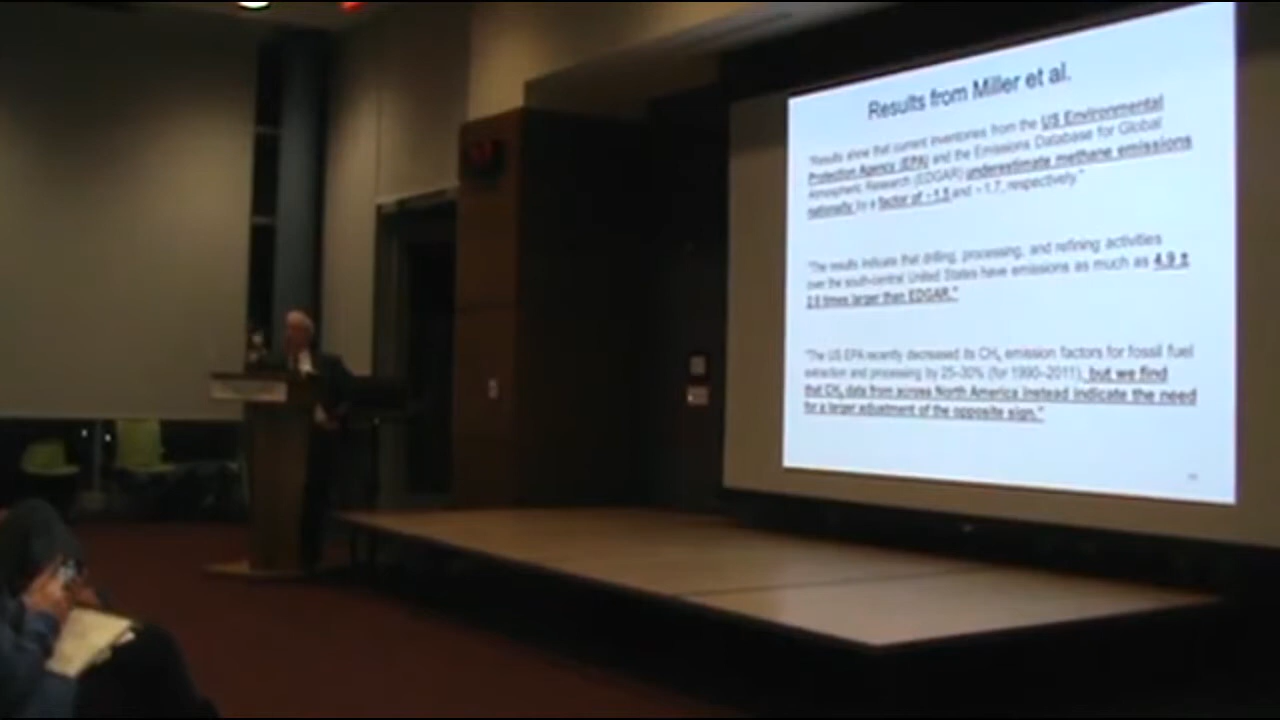 Results from Miller et al.
"Results show that current inventories from the US Environmental
Protection Agency (EPA) and the Emissions Database for Global
Atmospheric Research (EDGAR) underestimate methane emissions
nationally by a factor of ~1.5 and ~1.7, respectively."
"The results indicate that drilling, processing, and refining activities
over the south-central United States have emissions as much as 4.9 ±
2.6 times larger than EDGAR."
"The US EPA recently decreased its CH₄ emission factors for fossil fuel
extraction and processing by 25–30% (for 1990–2011), but we find
that CH₄ data from across North America instead indicate the need
for a larger adjustment of the opposite sign."